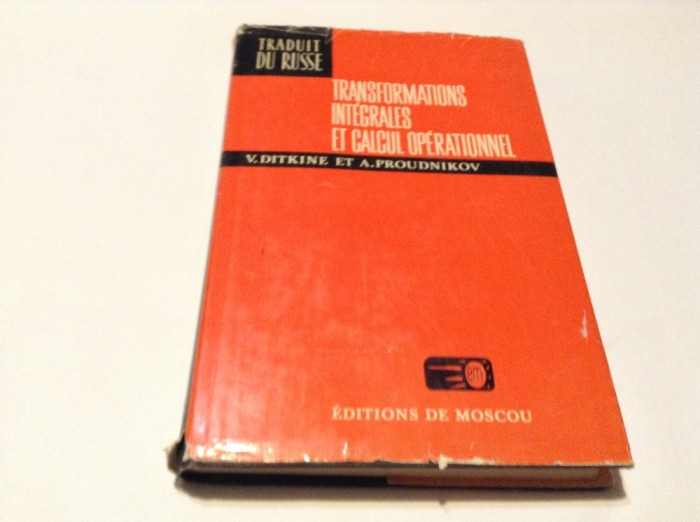 TRADUIT
DU RUSSE
TRANSFORMATIONS
INTÉGRALES
ET CALCUL OPÉRATIONNEL
V. DITKINE ET A. PROUDNIKOV
ÉDITIONS DE MOSCOU